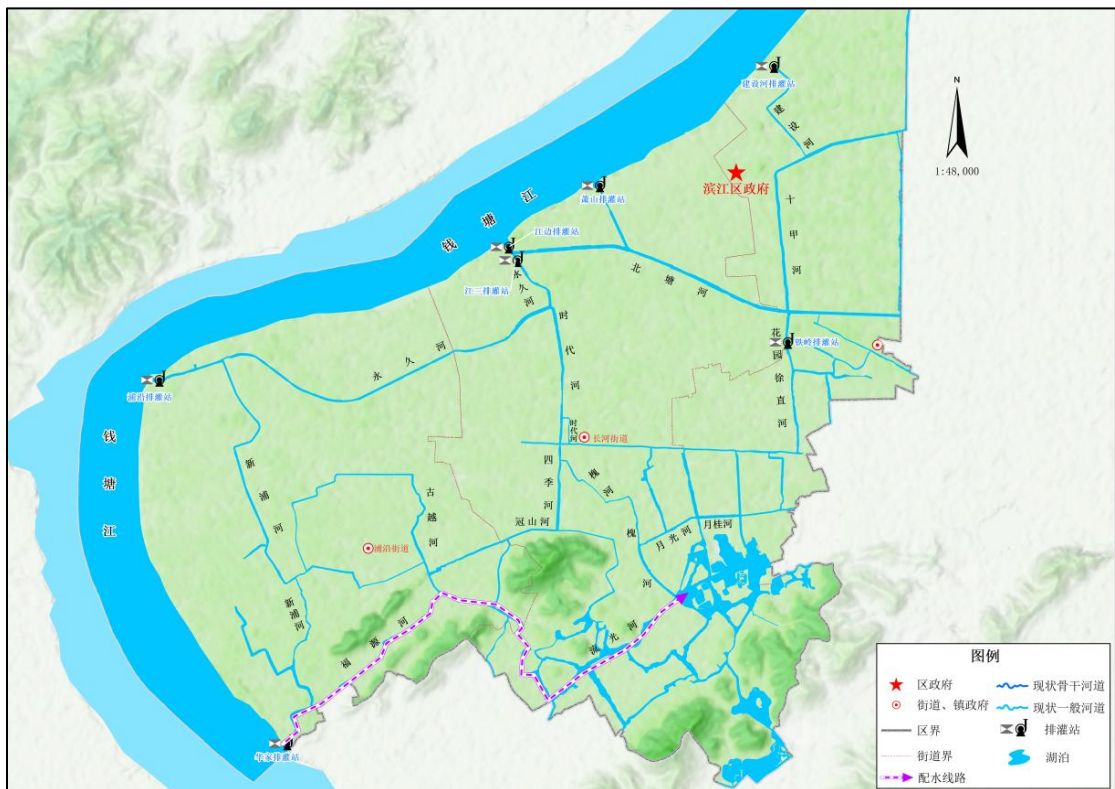 建设河排灌站
建设河
N
1:48,000
滨江区政府
萧山排灌站
十甲河
钱塘江
江边排灌站
江三排灌站
永久河
北塘河
时代河
花园徐直河
铁岭排灌站
永久河
浦沿排灌站
钱塘江
时代河
长河街道
新浦河
古越河
四季河
槐河
冠山河
槐河
月光河
月桂河
浦沿街道
新浦河
福源河
流光河
华家排灌站
图例
区政府
现状骨干河道
街道、镇政府
现状一般河道
区界
排灌站
街道界
湖泊
配水线路